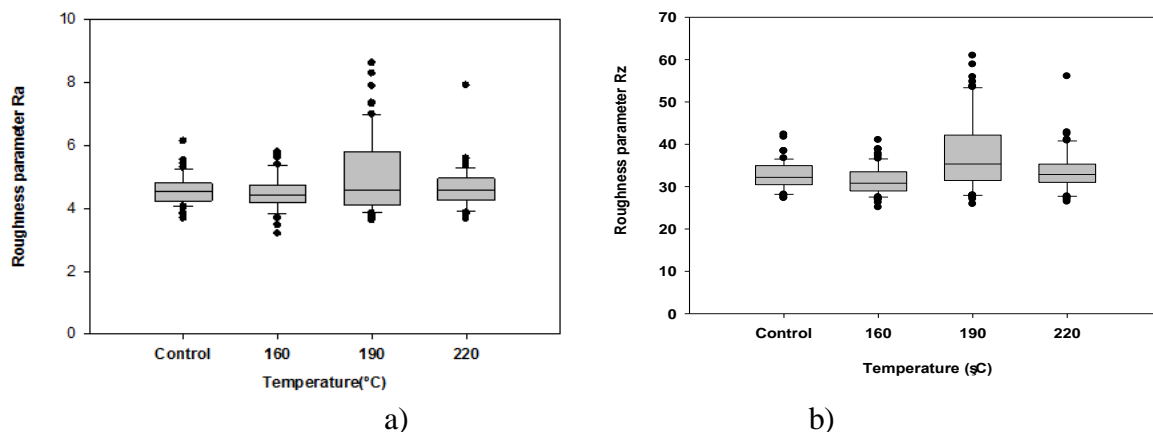 10
8
6
4
2
0
Roughness parameter Ra
Control 160 190 220
Temperature(°C)
a)
70
60
50
40
30
20
10
0
Roughness parameter Rz
Control 160 190 220
Temperature (şC)
b)